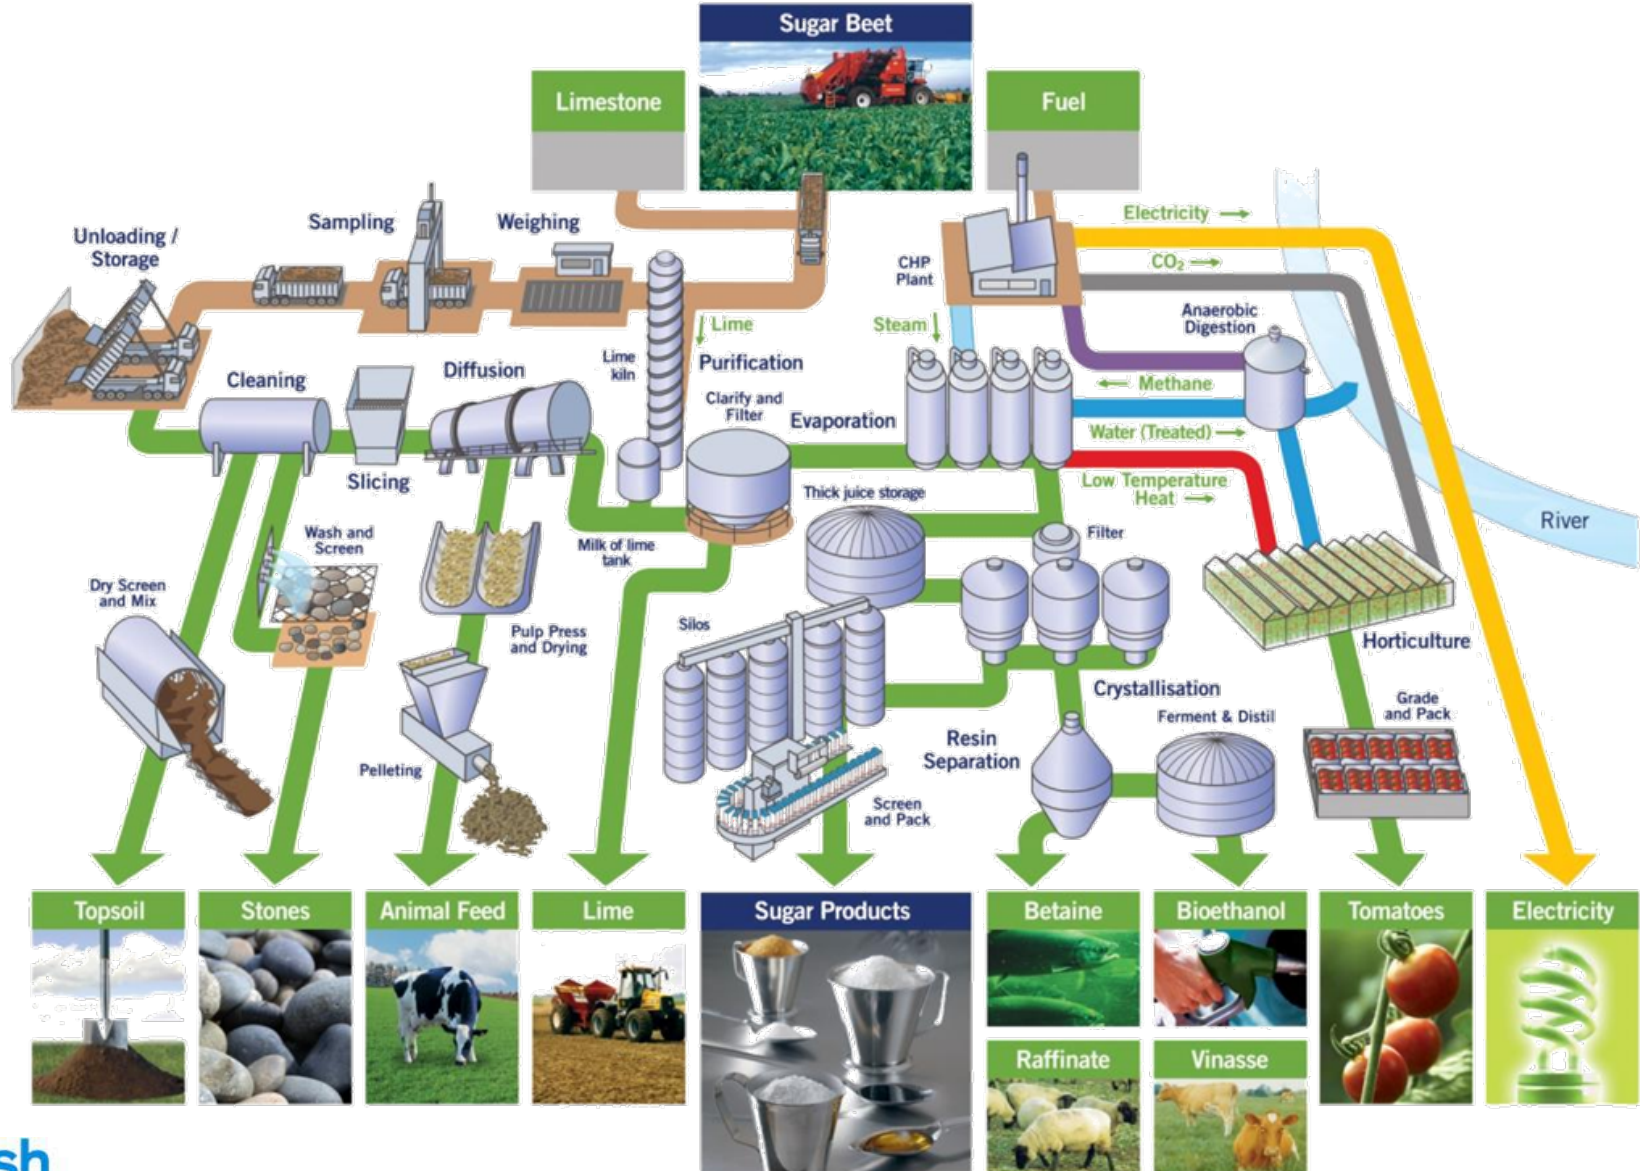 Sugar Beet
Limestone
Fuel
Unloading /
Storage
Sampling
Weighing
CHP
Plant
Electricity
CO₂
Lime
Steam
Anaerobic
Digestion
Lime
kiln
Purification
Cleaning
Diffusion
Methane
Clarify and
Filter
Evaporation
Water (Treated)
Slicing
Low Temperature
Heat
Thick juice storage
River
Wash and
Screen
Milk of lime
tank
Filter
Dry Screen
and Mix
Pulp Press
and Drying
Silos
Horticulture
Crystallisation
Grade
and Pack
Ferment & Distil
Resin
Separation
Pelleting
Screen
and Pack
Topsoil
Stones
Animal Feed
Lime
Sugar Products
Betaine
Bioethanol
Tomatoes
Electricity
Raffinate
Vinasse
sh